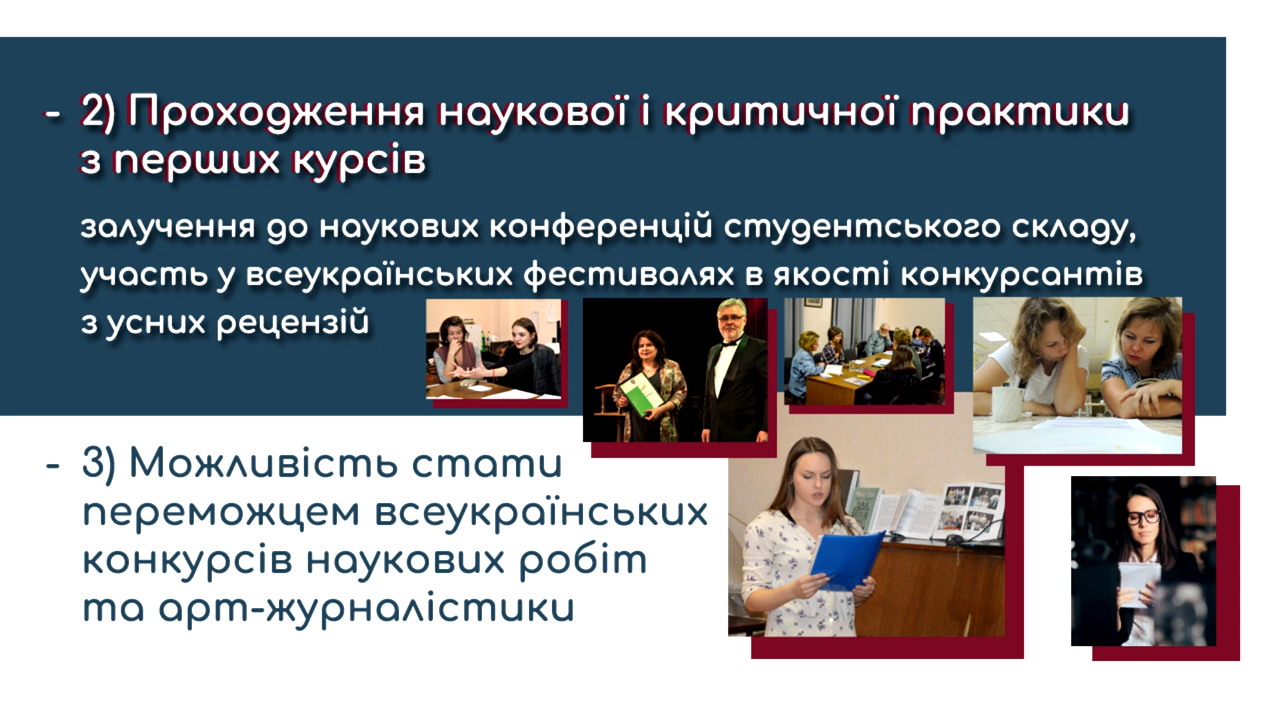 - 2) Проходження наукової і критичної практики
з перших курсів
залучення до наукових конференцій студентського складу,
участь у всеукраїнських фестивалях в якості конкурсантів
з усних рецензій
- 3) Можливість стати
переможцем всеукраїнських
конкурсів наукових робіт
та арт-журналістики